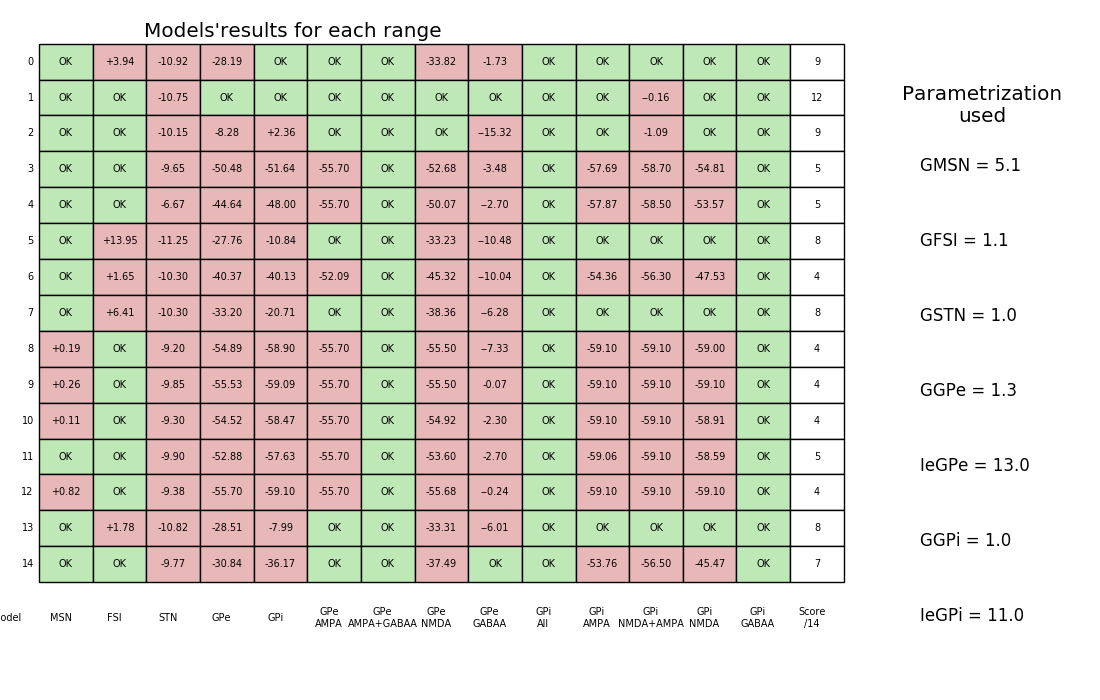 Models'results for each range
0 OK +3.94 -10.92 -28.19 OK OK OK -33.82 -1.73 OK OK OK OK OK 9
1 OK OK -10.75 OK OK OK OK OK OK OK OK --0.16 OK OK 12
2 OK OK -10.15 -8.28 +2.36 OK OK OK --15.32 OK OK -1.09 OK OK 9
3 OK OK -9.65 -50.48 -51.64 -55.70 OK -52.68 -3.48 OK -57.69 -58.70 -54.81 OK 5
4 OK OK -6.67 -44.64 -48.00 -55.70 OK -50.07 --2.70 OK -57.87 -58.50 -53.57 OK 5
5 OK +13.95 -11.25 -27.76 -10.84 OK OK -33.23 --10.48 OK OK OK OK OK 8
6 OK +1.65 -10.30 -40.37 -40.13 -52.09 OK -45.32 --10.04 OK -54.36 -56.30 -47.53 OK 4
7 OK +6.41 -10.30 -33.20 -20.71 OK OK -38.36 --6.28 OK OK OK OK OK 8
8 +0.19 OK -9.20 -54.89 -58.90 -55.70 OK -55.50 --7.33 OK -59.10 -59.10 -59.00 OK 4
9 +0.26 OK -9.85 -55.53 -59.09 -55.70 OK -55.50 -0.07 OK -59.10 -59.10 -59.10 OK 4
10 +0.11 OK -9.30 -54.52 -58.47 -55.70 OK -54.92 -2.30 OK -59.10 -59.10 -58.91 OK 4
11 OK OK -9.90 -52.88 -57.63 -55.70 OK -53.60 -2.70 OK -59.06 -59.10 -58.59 OK 5
12 +0.82 OK -9.38 -55.70 -59.10 -55.70 OK -55.68 --0.24 OK -59.10 -59.10 -59.10 OK 4
13 OK +1.78 -10.82 -28.51 -7.99 OK OK -33.31 --6.01 OK OK OK OK OK 8
14 OK OK -9.77 -30.84 -36.17 OK OK -37.49 OK OK -53.76 -56.50 -45.47 OK 7
odel MSN FSI STN GPe GPi GPe GPe GPe GPe GPi GPi GPi GPi GPi Score
AMPA AMPA+GABAA NMDA GABAA All AMPA NMDA+AMPA NMDA GABAA /14
Parametrization
used
GMSN = 5.1
GFSI = 1.1
GSTN = 1.0
GGPe = 1.3
IeGPe = 13.0
GGPi = 1.0
IeGPi = 11.0